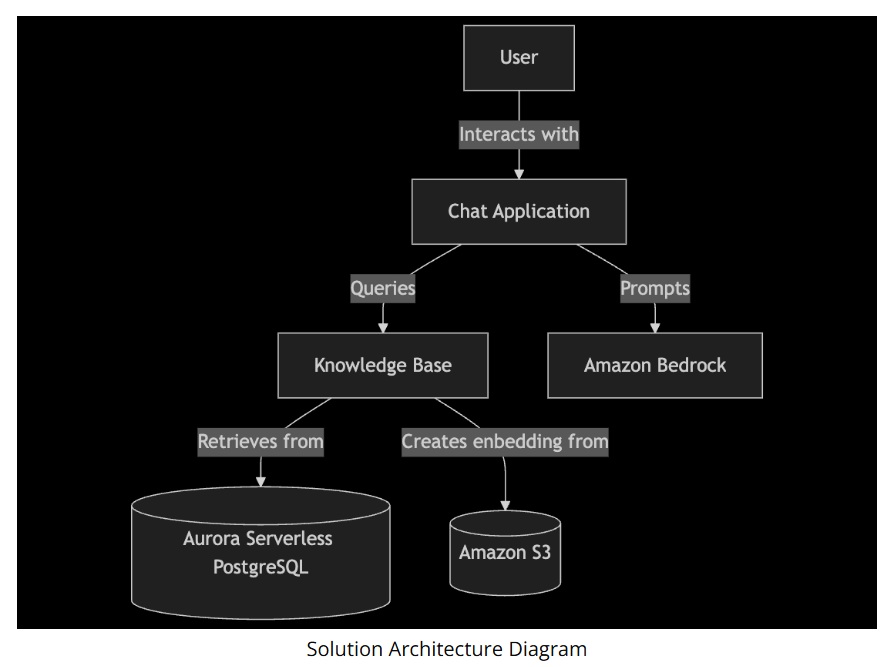 User
Interacts with
Chat Application
Queries
Prompts
Knowledge Base
Amazon Bedrock
Retrieves from
Creates enbedding from
Aurora Serverless
PostgreSQL
Amazon S3
Solution Architecture Diagram